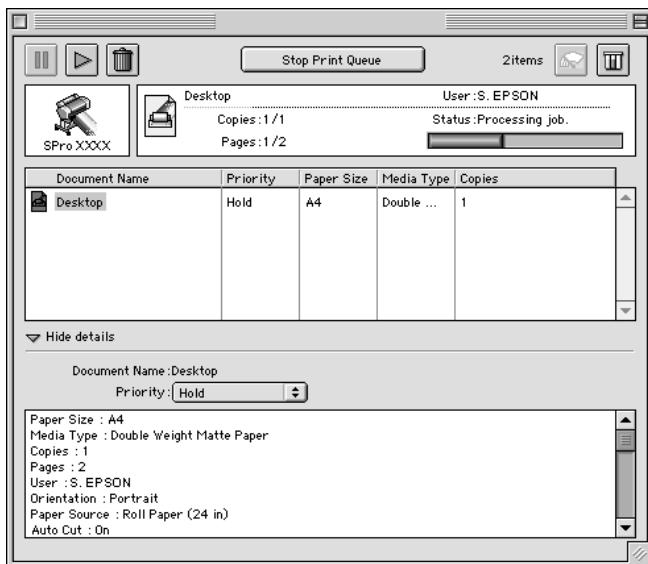 Stop Print Queue
2items
SPro XXXX
Desktop
User :S. EPSON
Copies :1/1
Status :Processing job.
Pages :1/2
Document Name Priority Paper Size Media Type Copies
Desktop Hold A4 Double ... 1
Hide details
Document Name :Desktop
Priority : Hold
Paper Size : A4
Media Type : Double Weight Matte Paper
Copies : 1
Pages : 2
User : S. EPSON
Orientation : Portrait
Paper Source : Roll Paper (24 in)
Auto Cut : On